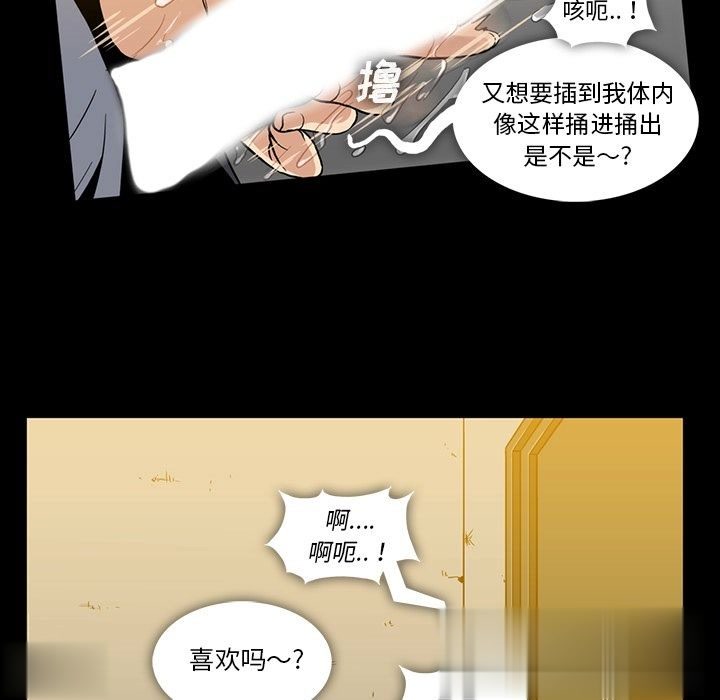 咳呃..！
撸
又想要插到我体内
像这样捅进捅出
是不是～?
啊....
啊呃..！
喜欢吗～?